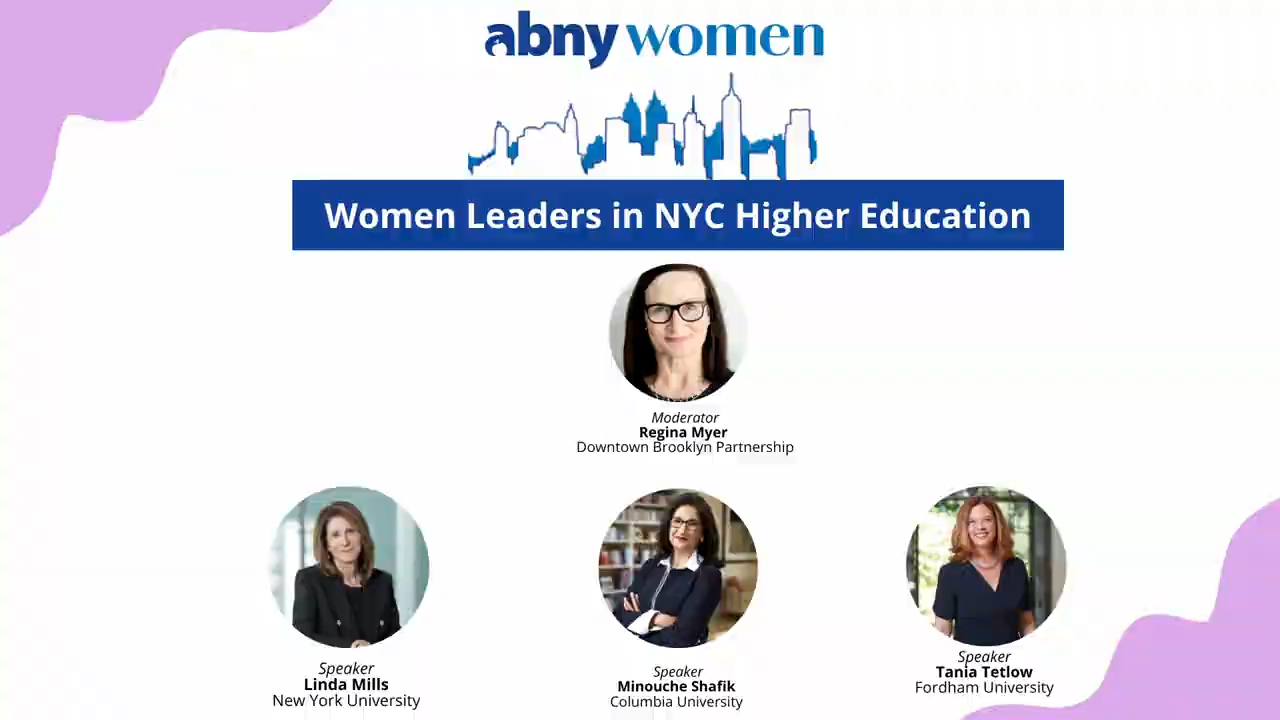 abny women
Women Leaders in NYC Higher Education
Moderator
Regina Myer
Downtown Brooklyn Partnership
Speaker
Linda Mills
New York University
Speaker
Minouche Shafik
Columbia University
Speaker
Tania Tetlow
Fordham University